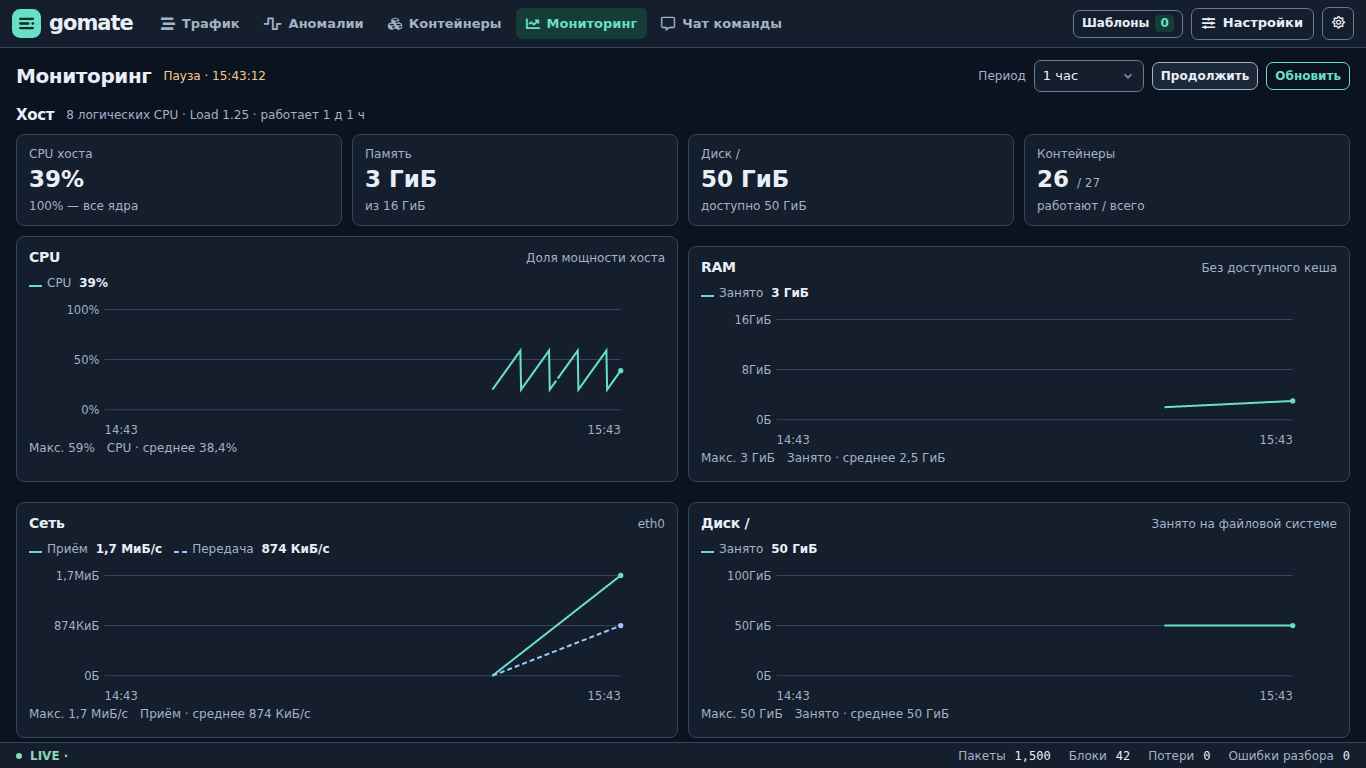 gomate Трафик Аномалии Контейнеры Мониторинг Чат команды Шаблоны 0 Настройки
Мониторинг Пауза · 15:43:12 Период 1 час Продолжить Обновить
Хост 8 логических CPU · Load 1.25 · работает 1 д 1 ч
CPU хоста
39%
100% — все ядра
Память
3 ГиБ
из 16 ГиБ
Диск /
50 ГиБ
доступно 50 ГиБ
Контейнеры
26 / 27
работают / всего
CPU Доля мощности хоста
CPU 39%
100%
50%
0%
14:43 15:43
Макс. 59% CPU · среднее 38,4%
RAM Без доступного кеша
Занято 3 ГиБ
16ГиБ
8ГиБ
0Б
14:43 15:43
Макс. 3 ГиБ Занято · среднее 2,5 ГиБ
Сеть eth0
Приём 1,7 МиБ/с Передача 874 КиБ/с
1,7МиБ
874КиБ
0Б
14:43 15:43
Макс. 1,7 МиБ/с Приём · среднее 874 КиБ/с
Диск / Занято на файловой системе
Занято 50 ГиБ
100ГиБ
50ГиБ
0Б
14:43 15:43
Макс. 50 ГиБ Занято · среднее 50 ГиБ
LIVE · Пакеты 1,500 Блоки 42 Потери 0 Ошибки разбора 0